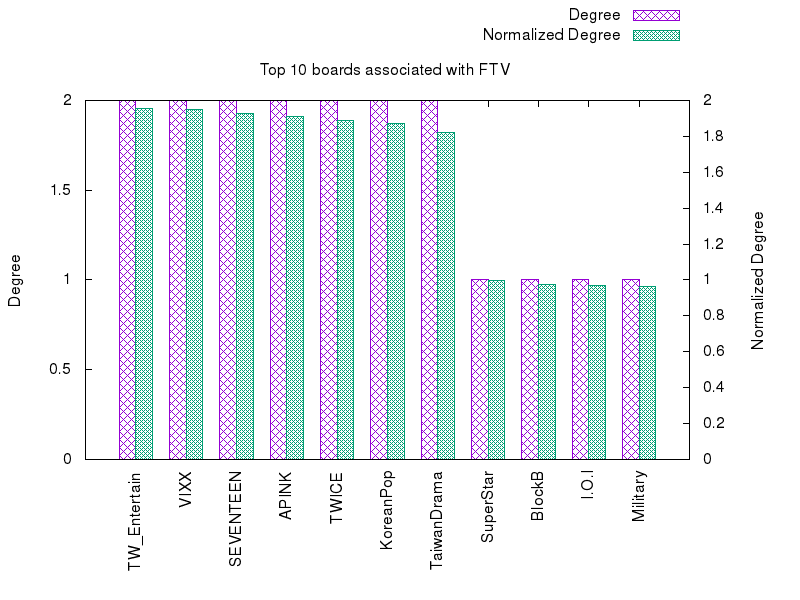 Degree
Normalized Degree
Top 10 boards associated with FTV
2
1.5
1
0.5
0
Degree
2
1.8
1.6
1.4
1.2
1
0.8
0.6
0.4
0.2
0
Normalized Degree
TW_Entertain
VIXX
SEVENTEEN
APINK
TWICE
KoreanPop
TaiwanDrama
SuperStar
BlockB
I.O.I
Military